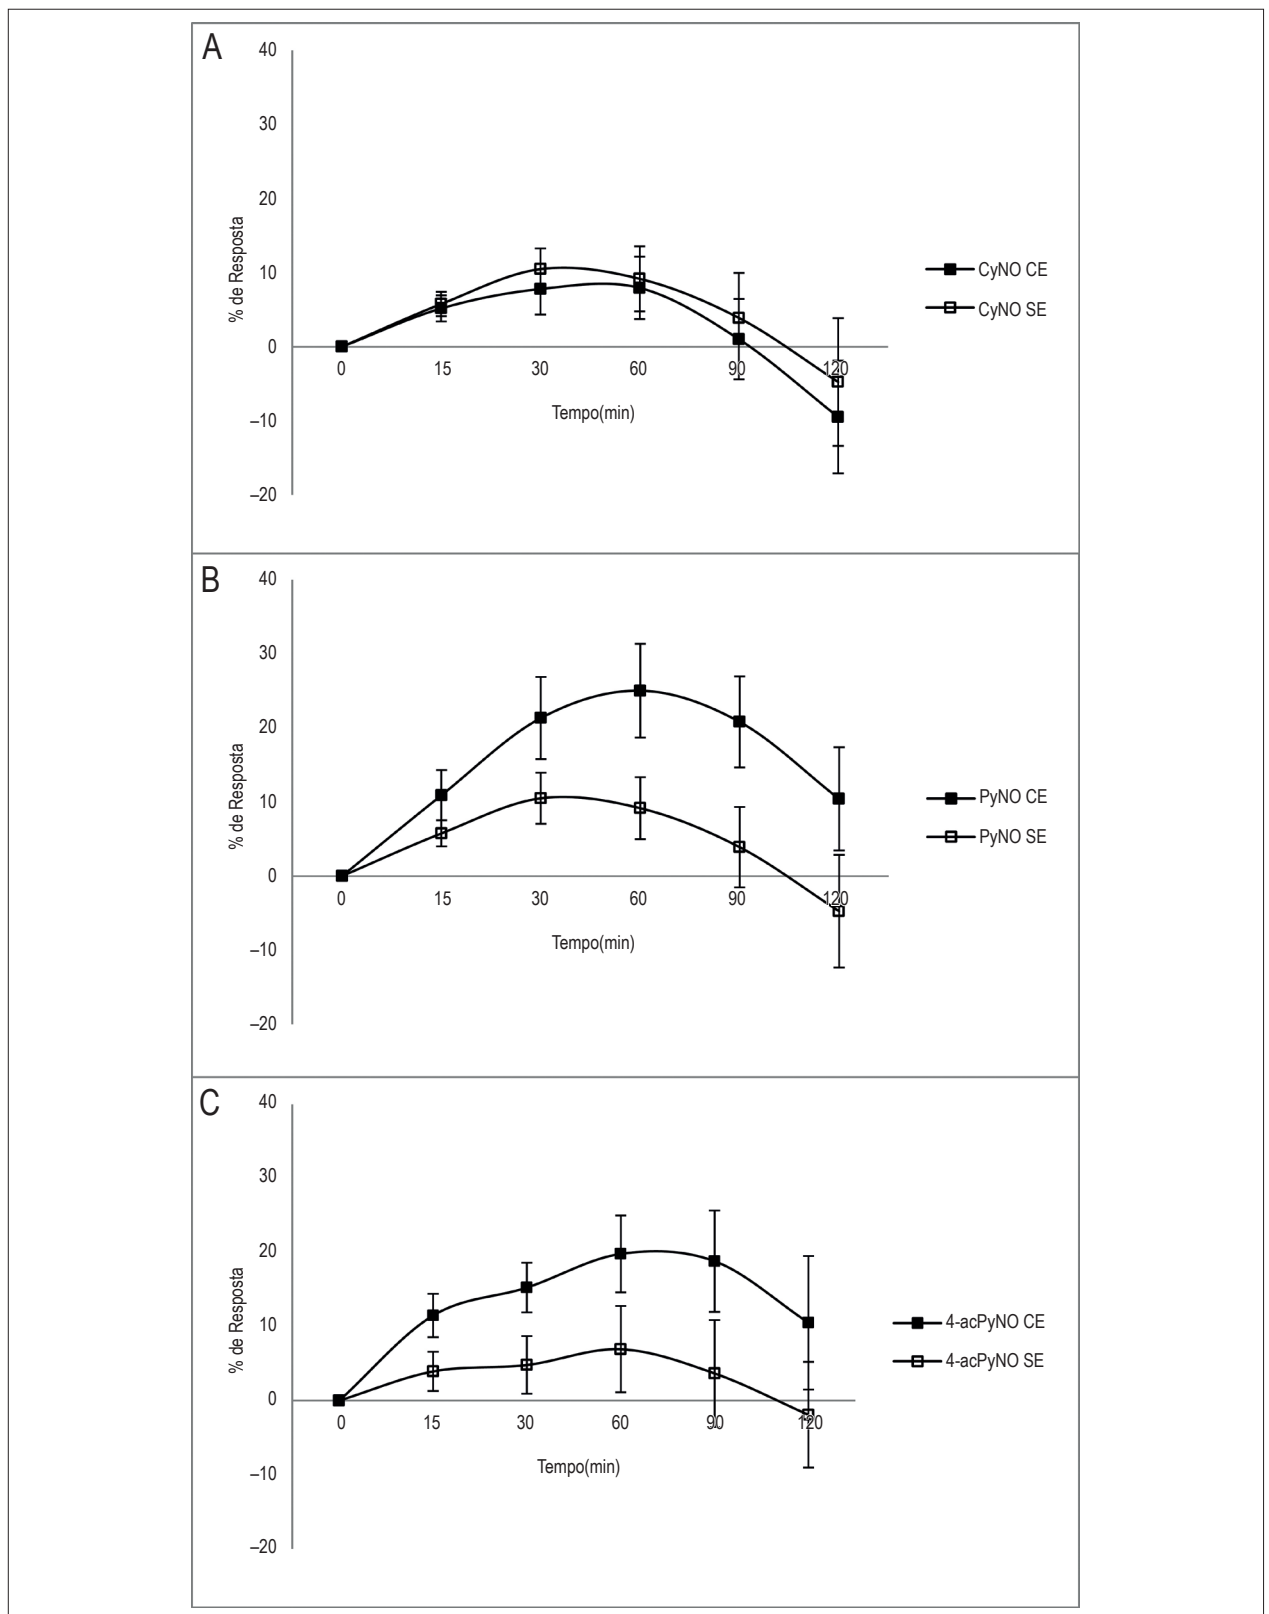 A
40
30
20
10
0
–10
–20
% de Resposta
0 15 30 60 90 120
Tempo(min)
CyNO CE
CyNO SE
B
40
30
20
10
0
–10
–20
% de Resposta
0 15 30 60 90 120
Tempo(min)
PyNO CE
PyNO SE
C
40
30
20
10
0
–10
–20
% de Resposta
0 15 30 60 90 120
Tempo(min)
4-acPyNO CE
4-acPyNO SE